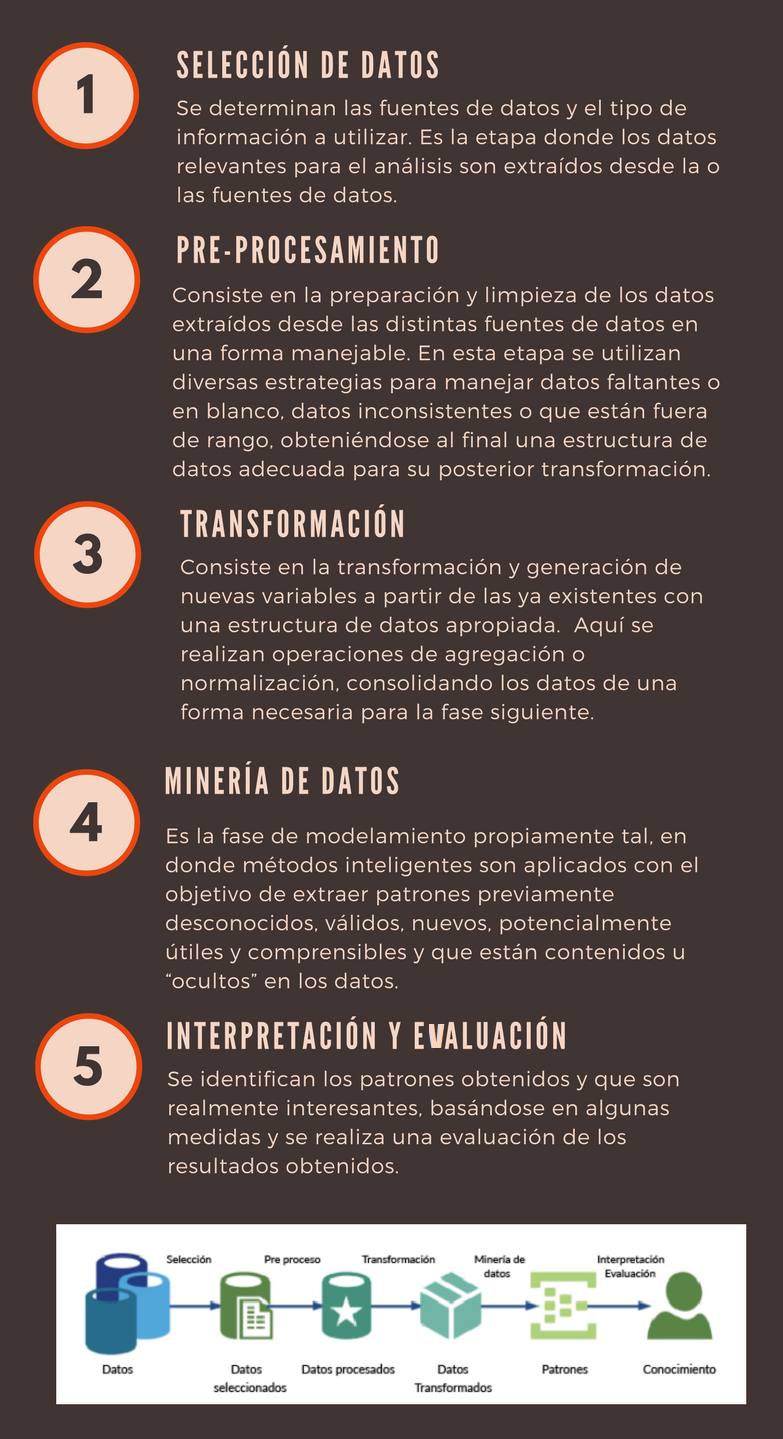 1
SELECCIÓN DE DATOS
Se determinan las fuentes de datos y el tipo de
información a utilizar. Es la etapa donde los datos
relevantes para el análisis son extraídos desde la o
las fuentes de datos.
2
PRE-PROCESAMIENTO
Consiste en la preparación y limpieza de los datos
extraídos desde las distintas fuentes de datos en
una forma manejable. En esta etapa se utilizan
diversas estrategias para manejar datos faltantes o
en blanco, datos inconsistentes o que están fuera
de rango, obteniéndose al final una estructura de
datos adecuada para su posterior transformación.
3
TRANSFORMACIÓN
Consiste en la transformación y generación de
nuevas variables a partir de las ya existentes con
una estructura de datos apropiada. Aquí se
realizan operaciones de agregación o
normalización, consolidando los datos de una
forma necesaria para la fase siguiente.
4
MINERÍA DE DATOS
Es la fase de modelamiento propiamente tal, en
donde métodos inteligentes son aplicados con el
objetivo de extraer patrones previamente
desconocidos, válidos, nuevos, potencialmente
útiles y comprensibles y que están contenidos u
“ocultos” en los datos.
5
INTERPRETACIÓN Y EVALUACIÓN
Se identifican los patrones obtenidos y que son
realmente interesantes, basándose en algunas
medidas y se realiza una evaluación de los
resultados obtenidos.
Selección
Pre proceso
Transformación
Minería de
datos
Interpretación
Evaluación
Datos
Datos
seleccionados
Datos procesados
Datos
Transformados
Patrones
Conocimiento